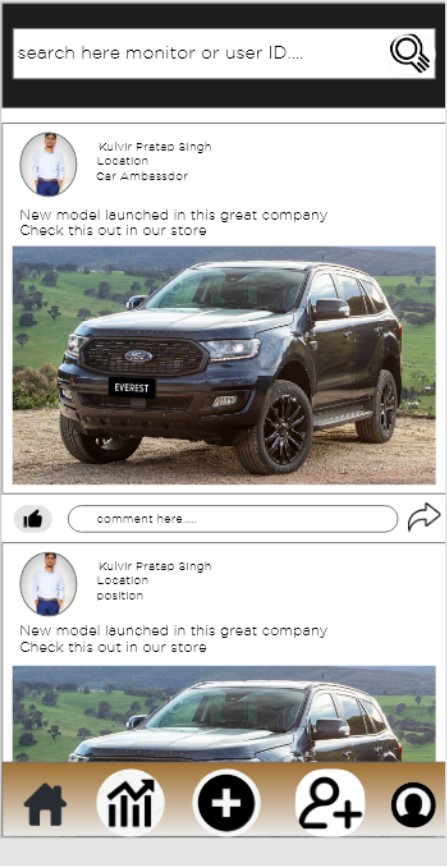 search here monitor or user ID....
Kulvir Pratap Singh
Location
Car Ambassdor
New model launched in this great company
Check this out in our store
Ford
EVEREST
comment here.....
Kulvir Pratap Singh
Location
position
New model launched in this great company
Check this out in our store